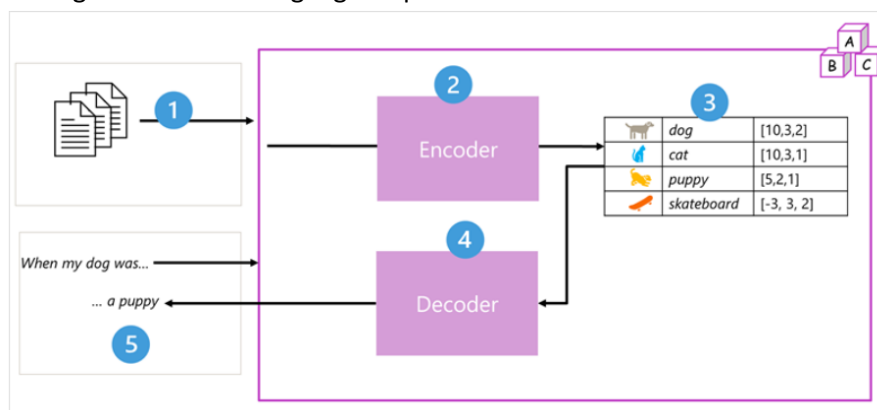 A
B C
1
2
3
Encoder
dog [10,3,2]
cat [10,3,1]
puppy [5,2,1]
skateboard [-3, 3, 2]
4
When my dog was...
Decoder
... a puppy
5